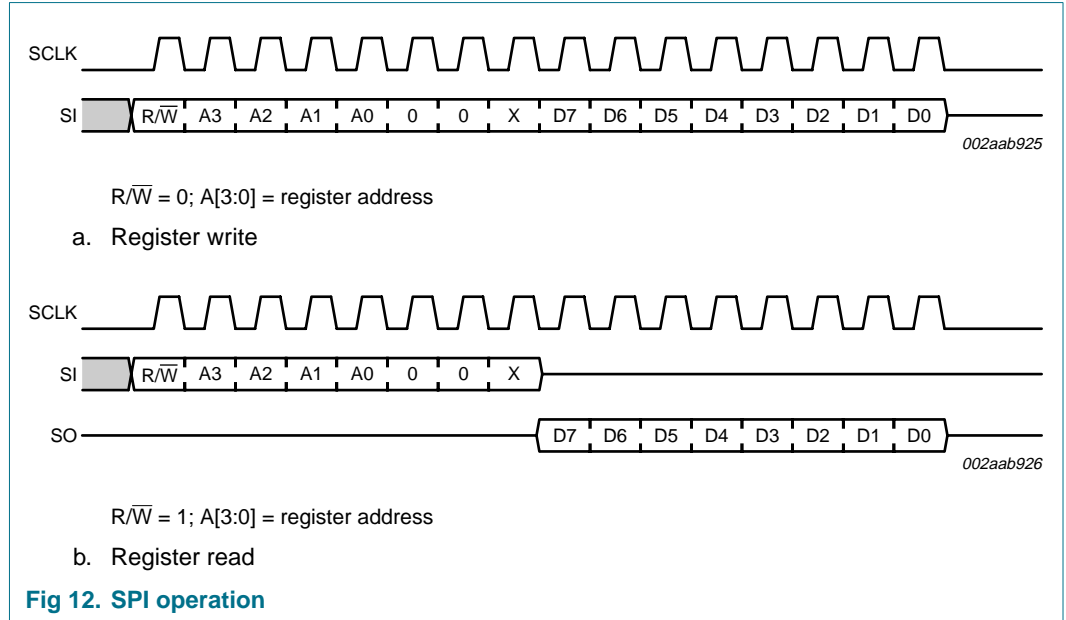 SCLK
SI R/W̅ A3 A2 A1 A0 0 0 X D7 D6 D5 D4 D3 D2 D1 D0
002aab925
R/W̅ = 0; A[3:0] = register address
a. Register write
SCLK
SI R/W̅ A3 A2 A1 A0 0 0 X
SO D7 D6 D5 D4 D3 D2 D1 D0
002aab926
R/W̅ = 1; A[3:0] = register address
b. Register read
Fig 12. SPI operation